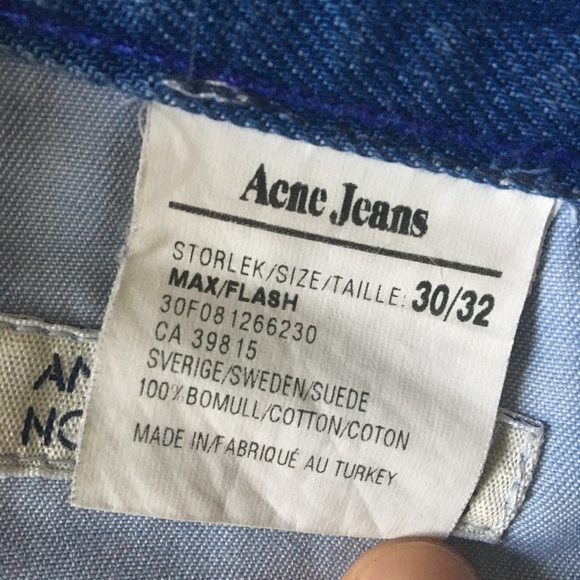 Acne Jeans
STORLEK/SIZE/TAILLE: 30/32
MAX/FLASH
30F081266230
CA 39815
SVERIGE/SWEDEN/SUEDE
100%BOMULL/COTTON/COTON
MADE IN/FABRIQUÉ AU TURKEY